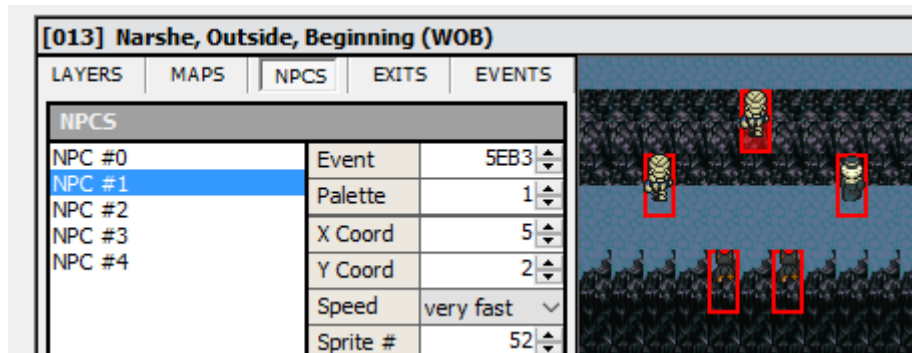 [013] Narshe, Outside, Beginning (WOB)
LAYERS MAPS NPCS EXITS EVENTS
NPCS
NPC #0
NPC #1
NPC #2
NPC #3
NPC #4
Event 5EB3
Palette 1
X Coord 5
Y Coord 2
Speed very fast
Sprite # 52